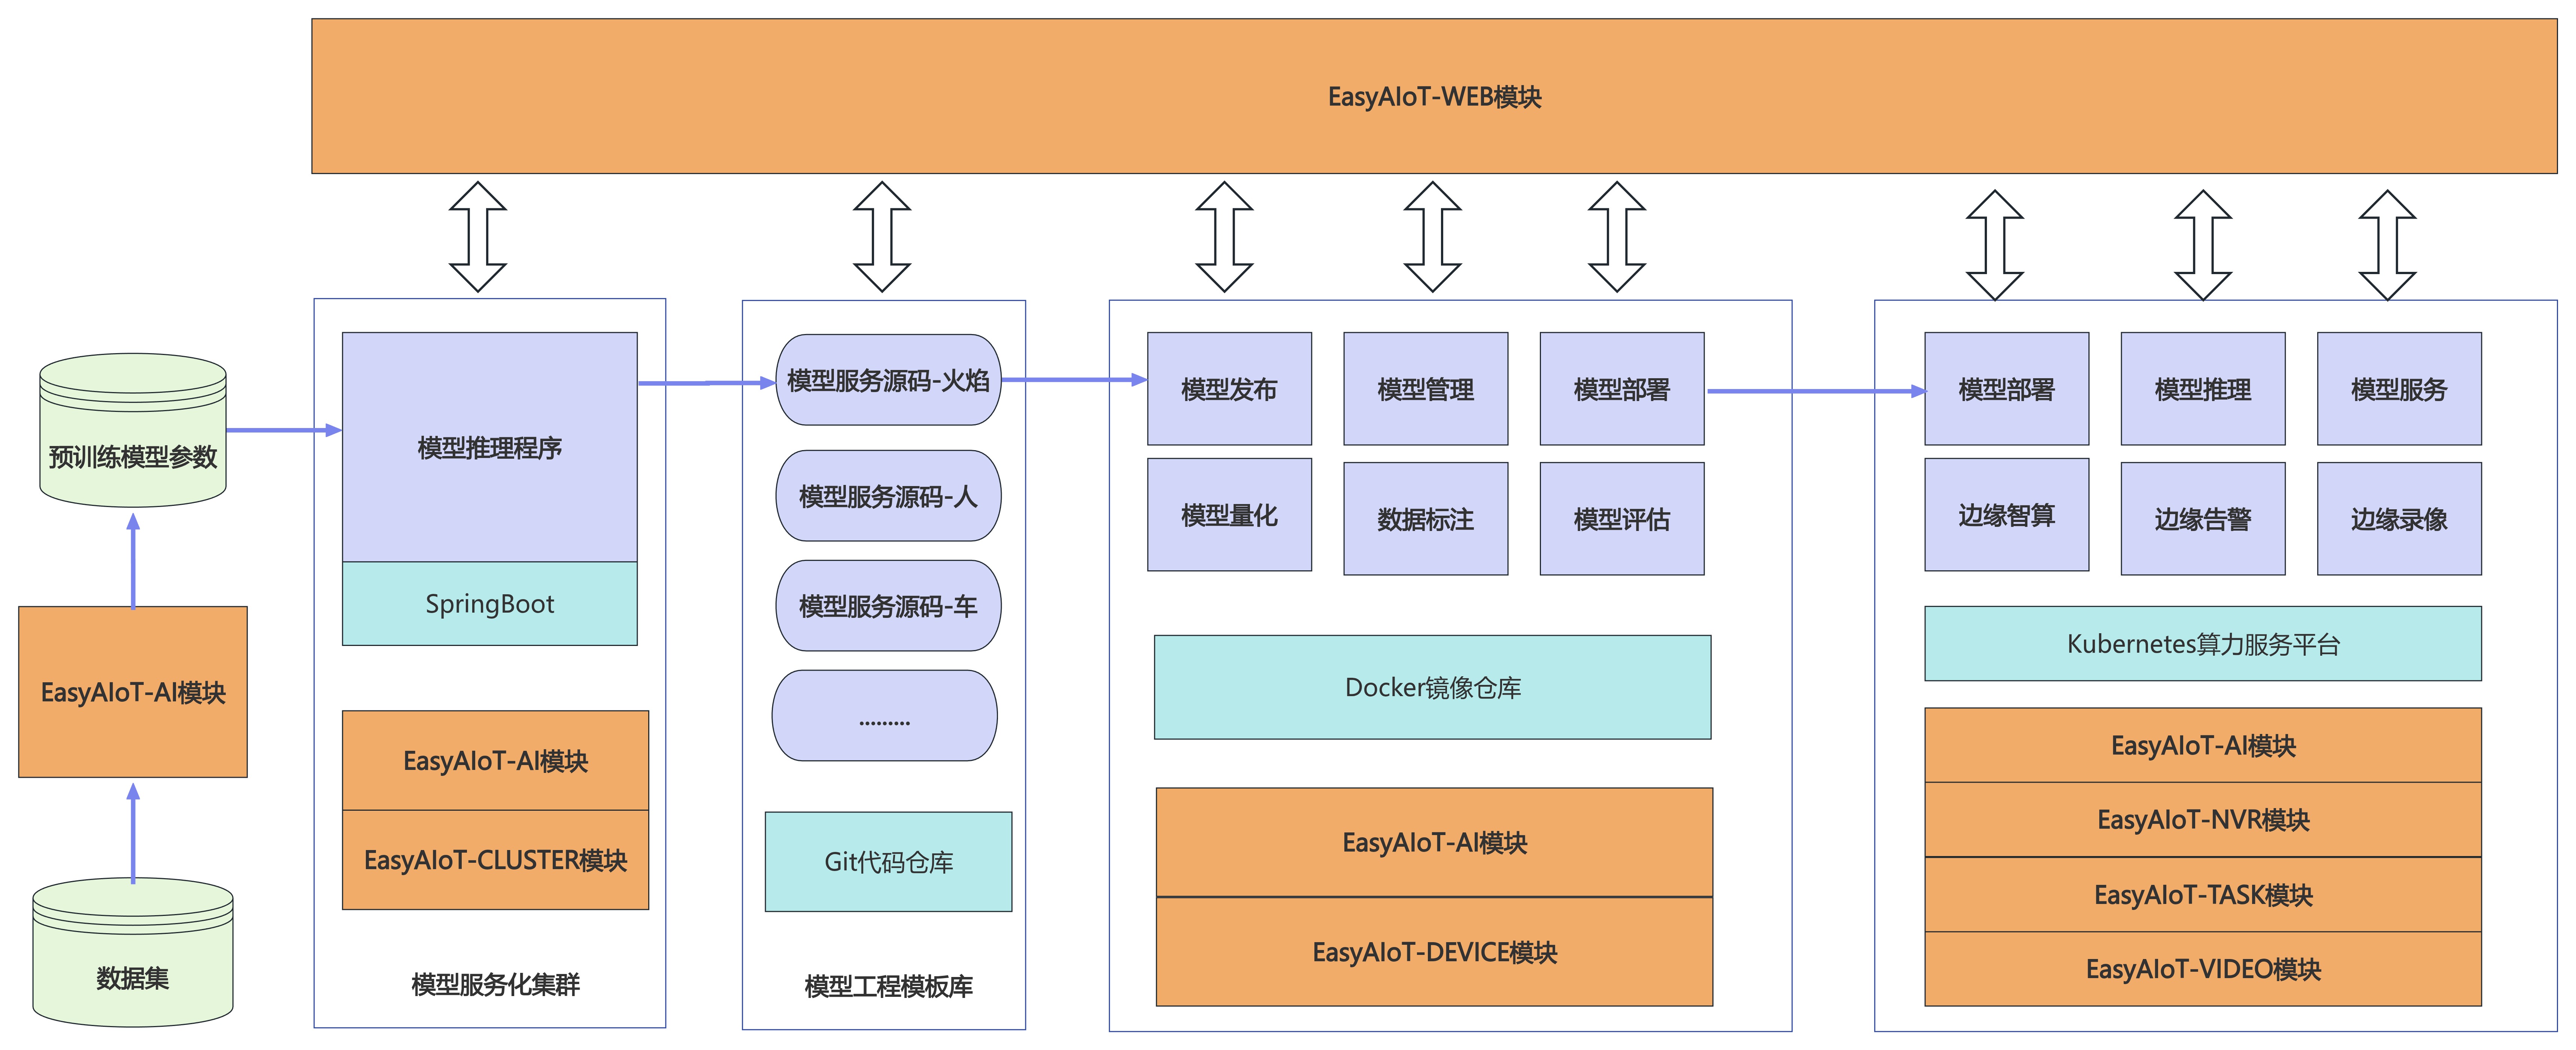 EasyAIoT-WEB模块
预训练模型参数
EasyAIoT-AI模块
数据集
模型推理程序
SpringBoot
EasyAIoT-AI模块
EasyAIoT-CLUSTER模块
模型服务化集群
模型服务源码-火焰
模型服务源码-人
模型服务源码-车
.........
Git代码仓库
模型工程模板库
模型发布
模型管理
模型部署
模型量化
数据标注
模型评估
Docker镜像仓库
EasyAIoT-AI模块
EasyAIoT-DEVICE模块
模型部署
模型推理
模型服务
边缘智算
边缘告警
边缘录像
Kubernetes算力服务平台
EasyAIoT-AI模块
EasyAIoT-NVR模块
EasyAIoT-TASK模块
EasyAIoT-VIDEO模块